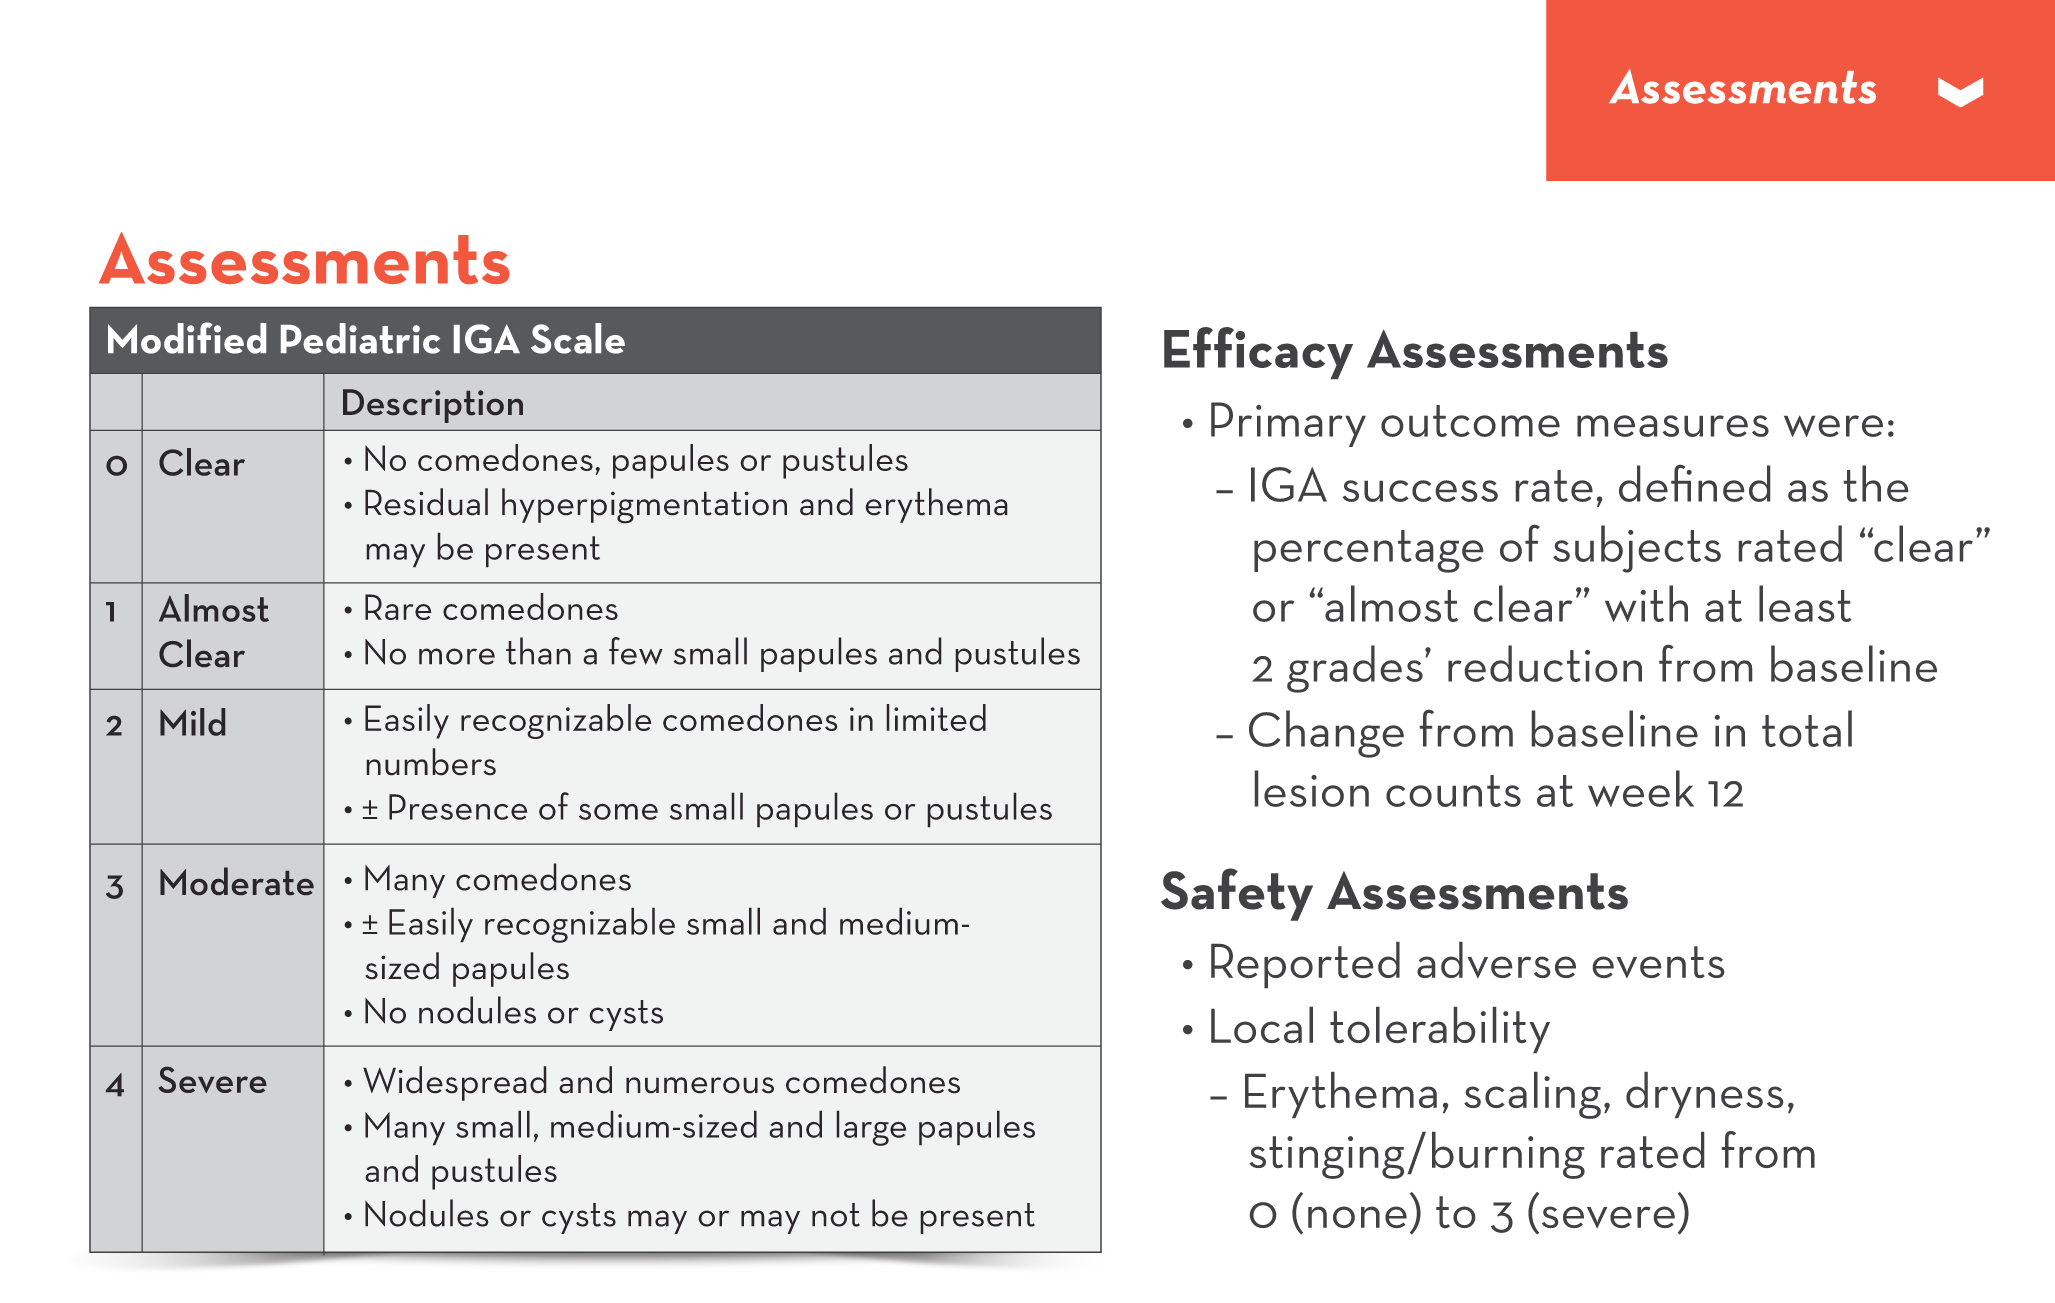 Assessments
Assessments
Modified Pediatric IGA Scale
Description
0 Clear
• No comedones, papules or pustules
• Residual hyperpigmentation and erythema
may be present
1 Almost
Clear
• Rare comedones
• No more than a few small papules and pustules
2 Mild
• Easily recognizable comedones in limited
numbers
• ± Presence of some small papules or pustules
3 Moderate
• Many comedones
• ± Easily recognizable small and medium-
sized papules
• No nodules or cysts
4 Severe
• Widespread and numerous comedones
• Many small, medium-sized and large papules
and pustules
• Nodules or cysts may or may not be present
Efficacy Assessments
• Primary outcome measures were:
– IGA success rate, defined as the
percentage of subjects rated “clear”
or “almost clear” with at least
2 grades’ reduction from baseline
– Change from baseline in total
lesion counts at week 12
Safety Assessments
• Reported adverse events
• Local tolerability
– Erythema, scaling, dryness,
stinging/burning rated from
0 (none) to 3 (severe)